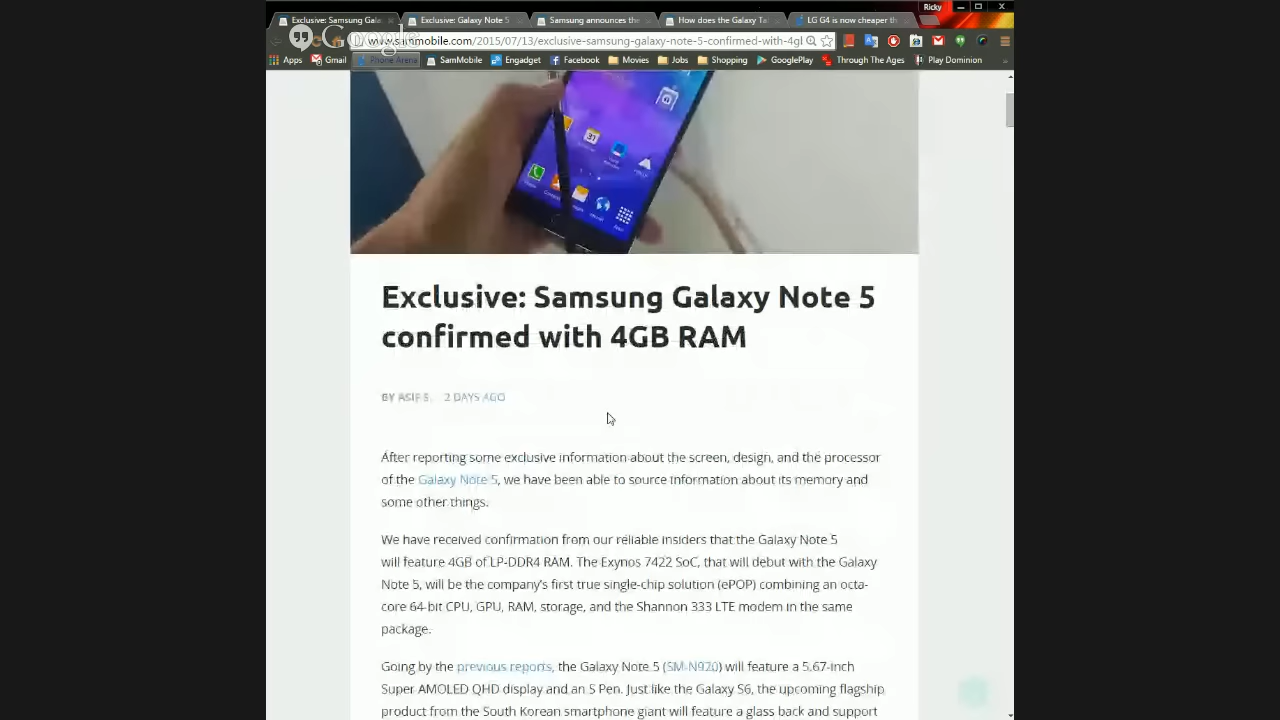 Ricky
Exclusive: Samsung Gala
Exclusive: Galaxy Note 5
Samsung announces the
How does the Galaxy Ta
LG G4 is now cheaper th
Google
www.sammobile.com/2015/07/13/exclusive-samsung-galaxy-note-5-confirmed-with-4gl
Apps
Gmail
Phone Arena
SamMobile
Engadget
Facebook
Movies
Jobs
Shopping
GooglePlay
Through The Ages
Play Dominion
31
Exclusive: Samsung Galaxy Note 5
confirmed with 4GB RAM
BY ASIF S. 2 DAYS AGO
After reporting some exclusive information about the screen, design, and the processor
of the Galaxy Note 5, we have been able to source information about its memory and
some other things.
We have received confirmation from our reliable insiders that the Galaxy Note 5
will feature 4GB of LP-DDR4 RAM. The Exynos 7422 SoC, that will debut with the Galaxy
Note 5, will be the company's first true single-chip solution (ePOP) combining an octa-
core 64-bit CPU, GPU, RAM, storage, and the Shannon 333 LTE modem in the same
package.
Going by the previous reports, the Galaxy Note 5 (SM-N920) will feature a 5.67-inch
Super AMOLED QHD display and an S Pen. Just like the Galaxy S6, the upcoming flagship
product from the South Korean smartphone giant will feature a glass back and support